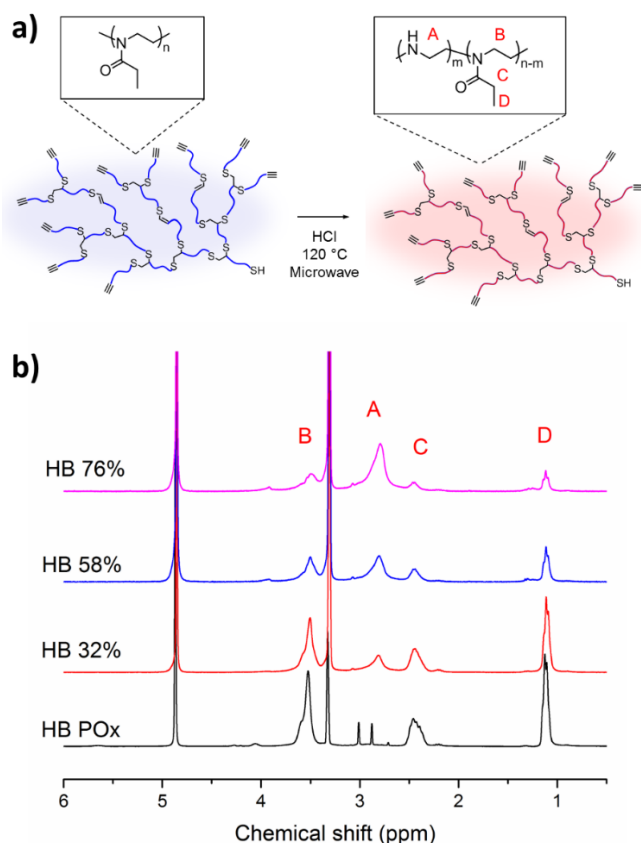 a)
N
n
O
H
N
A
m
B
N
n-m
C
O
D
S S S S S S S S S S S S S S S S S S
SH
HCl
120 °C
Microwave
S S S S S S S S S S S S S S S S S S
SH
b)
B
A
C
D
HB 76%
HB 58%
HB 32%
HB POx
6 5 4 3 2 1
Chemical shift (ppm)